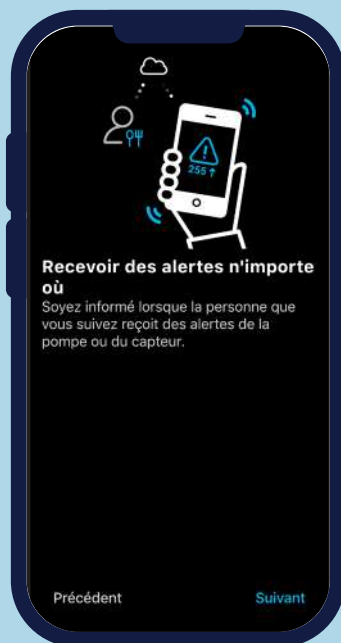 255↑
Recevoir des alertes n'importe
où
Soyez informé lorsque la personne que
vous suivez reçoit des alertes de la
pompe ou du capteur.
Précédent
Suivant